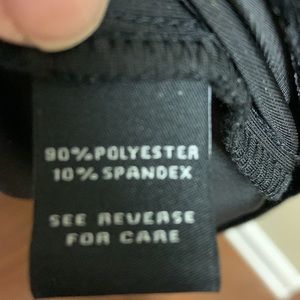 90% POLYESTER
10% SPANDEX
SEE REVERSE
FOR CARE